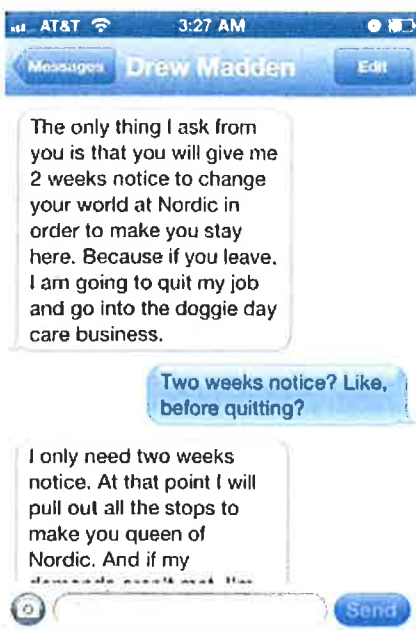 AT&T 3:27 AM
Messages Drew Madden Edit
The only thing I ask from
you is that you will give me
2 weeks notice to change
your world at Nordic in
order to make you stay
here. Because if you leave,
I am going to quit my job
and go into the doggie day
care business.
Two weeks notice? Like,
before quitting?
I only need two weeks
notice. At that point I will
pull out all the stops to
make you queen of
Nordic. And if my
demands aren't met, I'm
Send